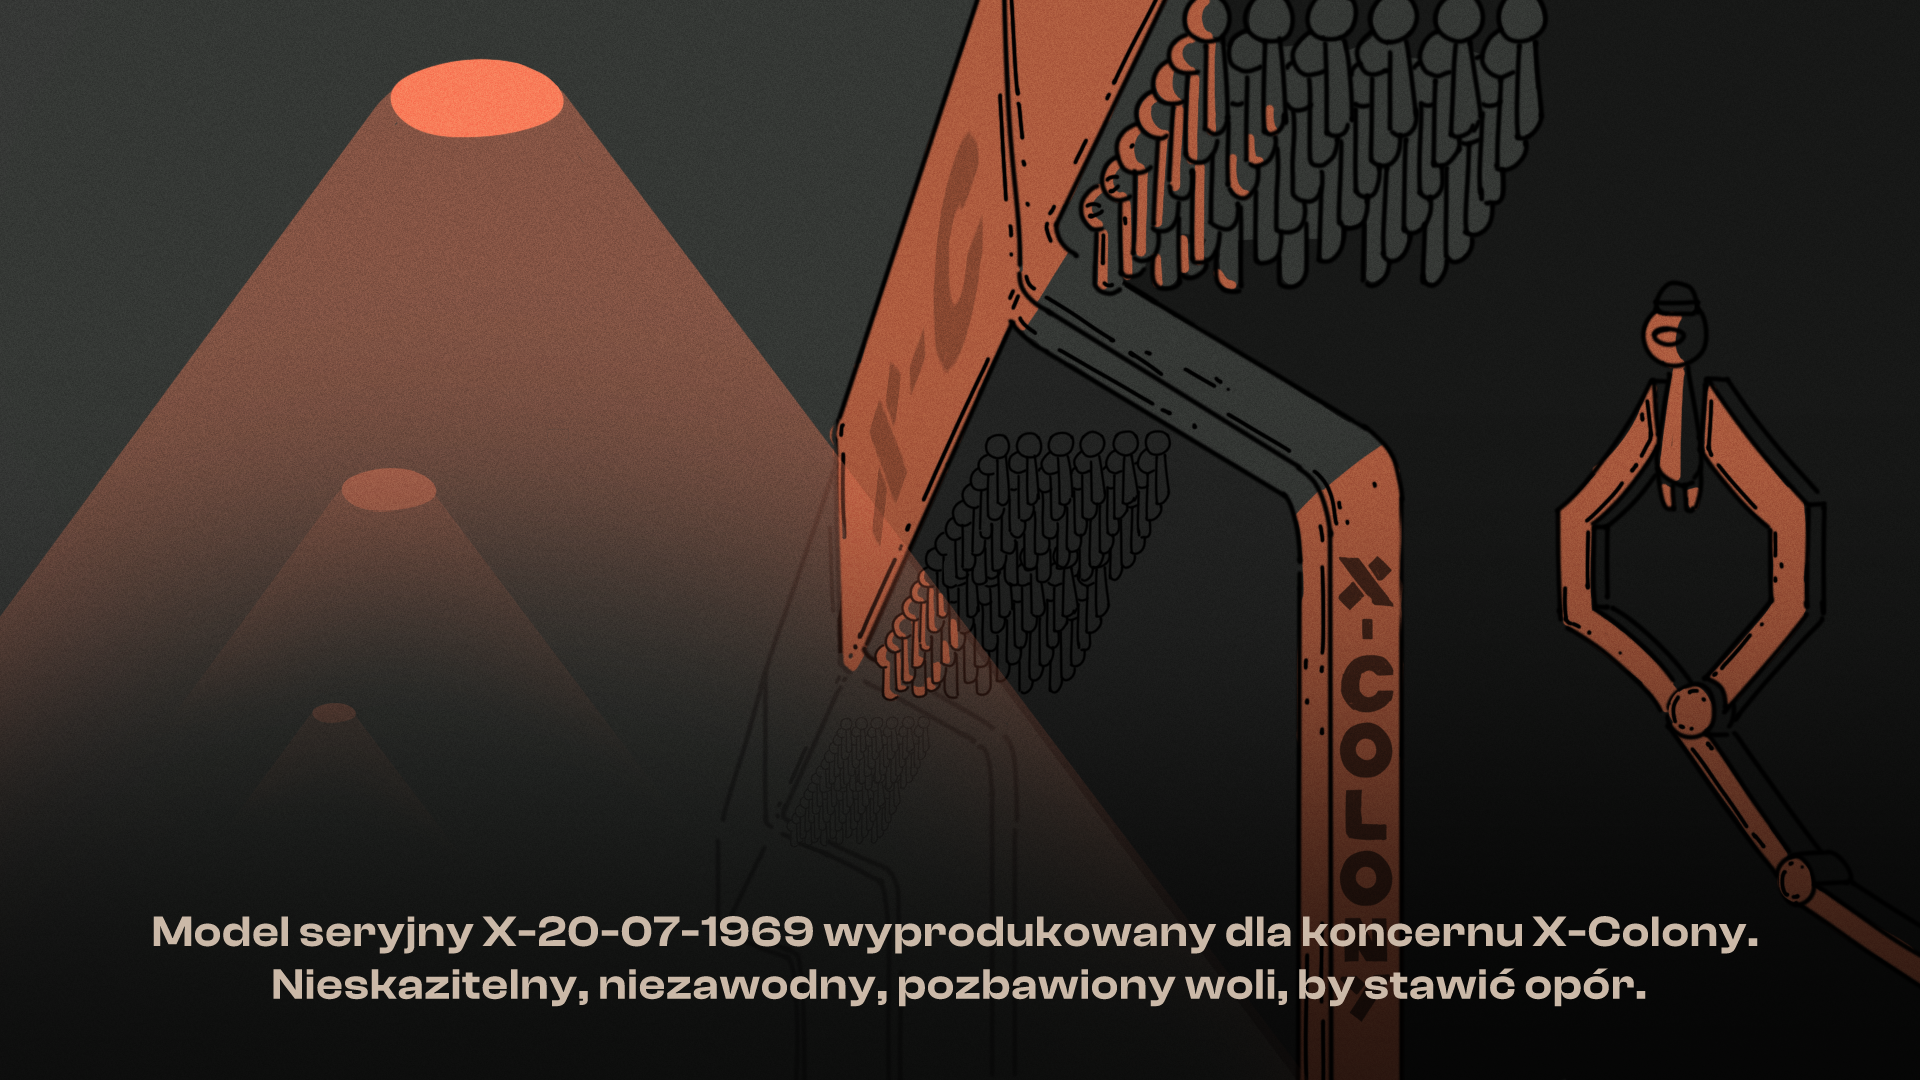 X-C
X-COLONY
Model seryjny X-20-07-1969 wyprodukowany dla koncernu X-Colony.
Nieskazitelny, niezawodny, pozbawiony woli, by stawić opór.